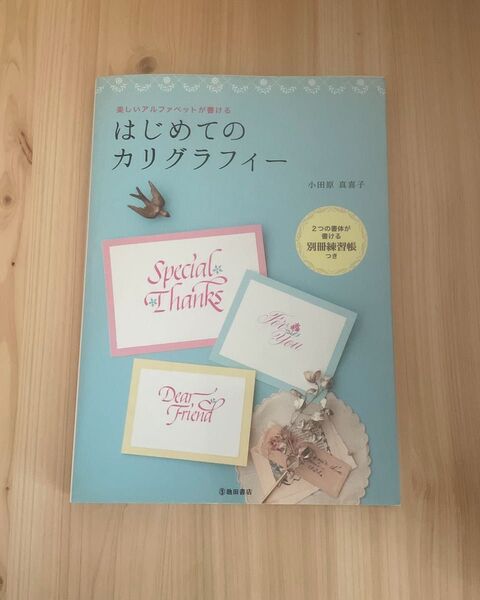 楽しいアルファベットが書ける
はじめての
カリグラフィー
小田原 真喜子
2つの書体が
書ける
別冊練習帳
つき
Special
Thanks
For
You
Dear
Friend
池田書店